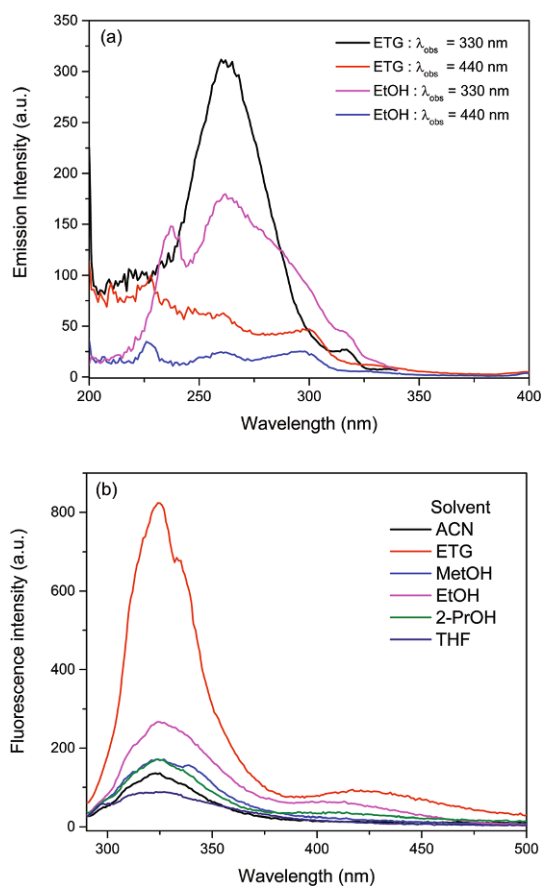 (a)
ETG : λobs = 330 nm
ETG : λobs = 440 nm
EtOH : λobs = 330 nm
EtOH : λobs = 440 nm
Emission Intensity (a.u.)
350
300
250
200
150
100
50
0
200 250 300 350 400
Wavelength (nm)
(b)
Solvent
ACN
ETG
MetOH
EtOH
2-PrOH
THF
Fluorescence intensity (a.u.)
800
600
400
200
0
300 350 400 450 500
Wavelength (nm)